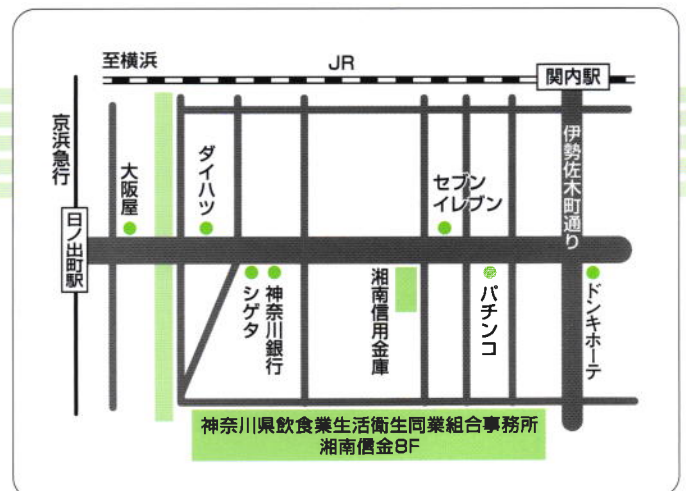 至横浜
JR
関内駅
京浜急行
日ノ出町駅
大阪屋
ダイハツ
セブン
イレブン
伊勢佐木町通り
シゲタ
神奈川銀行
湘南信用金庫
パチンコ
ドンキホーテ
神奈川県飲食業生活衛生同業組合事務所
湘南信金8F